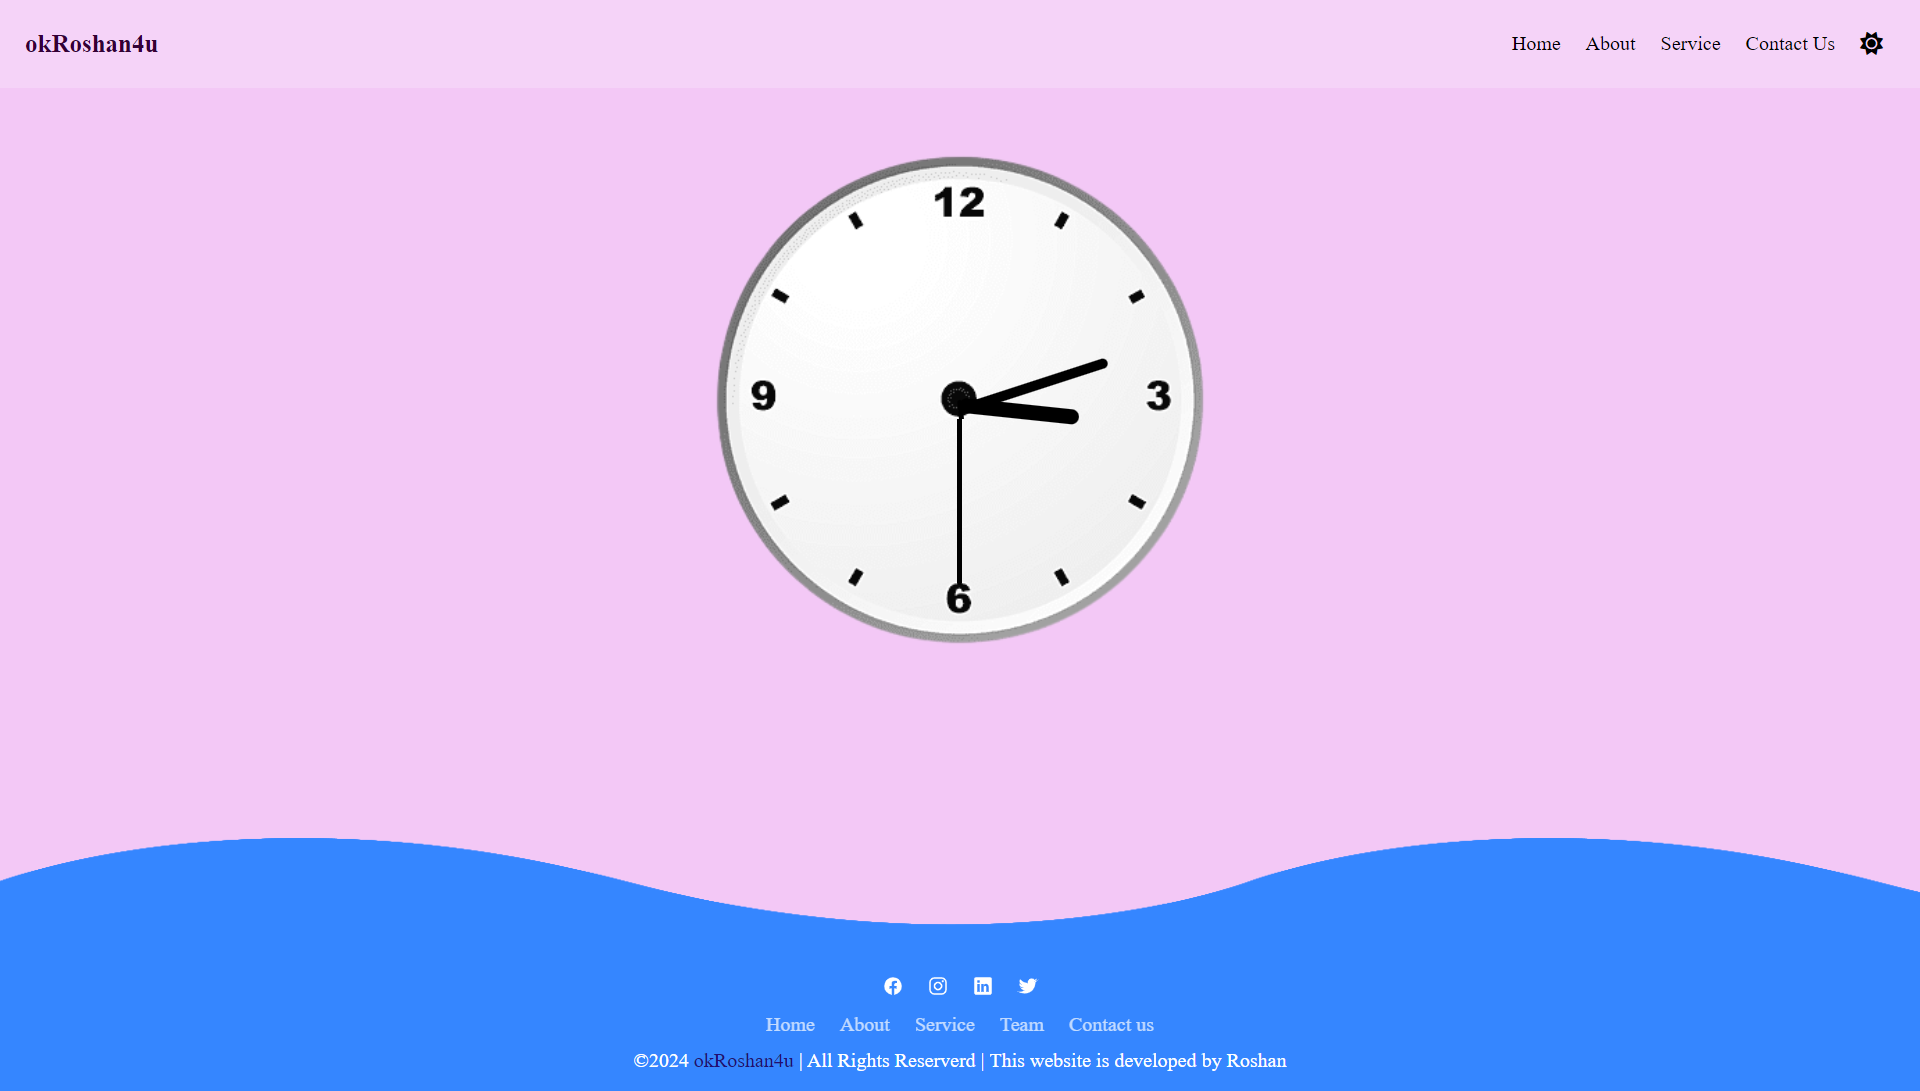 okRoshan4u
Home About Service Contact Us
12
9
3
6
Home About Service Team Contact us
©2024 okRoshan4u | All Rights Reserverd | This website is developed by Roshan